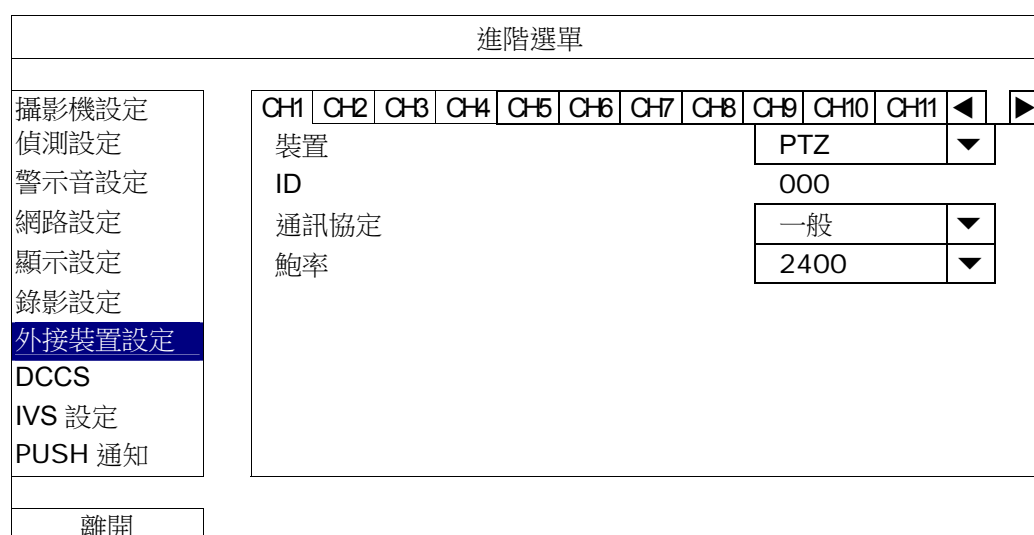 進階選單
攝影機設定
偵測設定
警示音設定
網路設定
顯示設定
錄影設定
外接裝置設定
DCCS
IVS 設定
PUSH 通知
CH1 CH2 CH3 CH4 CH5 CH6 CH7 CH8 CH9 CH10 CH11 ◀ ▶
裝置 PTZ ▼
ID 000
通訊協定 一般 ▼
鮑率 2400 ▼
離開